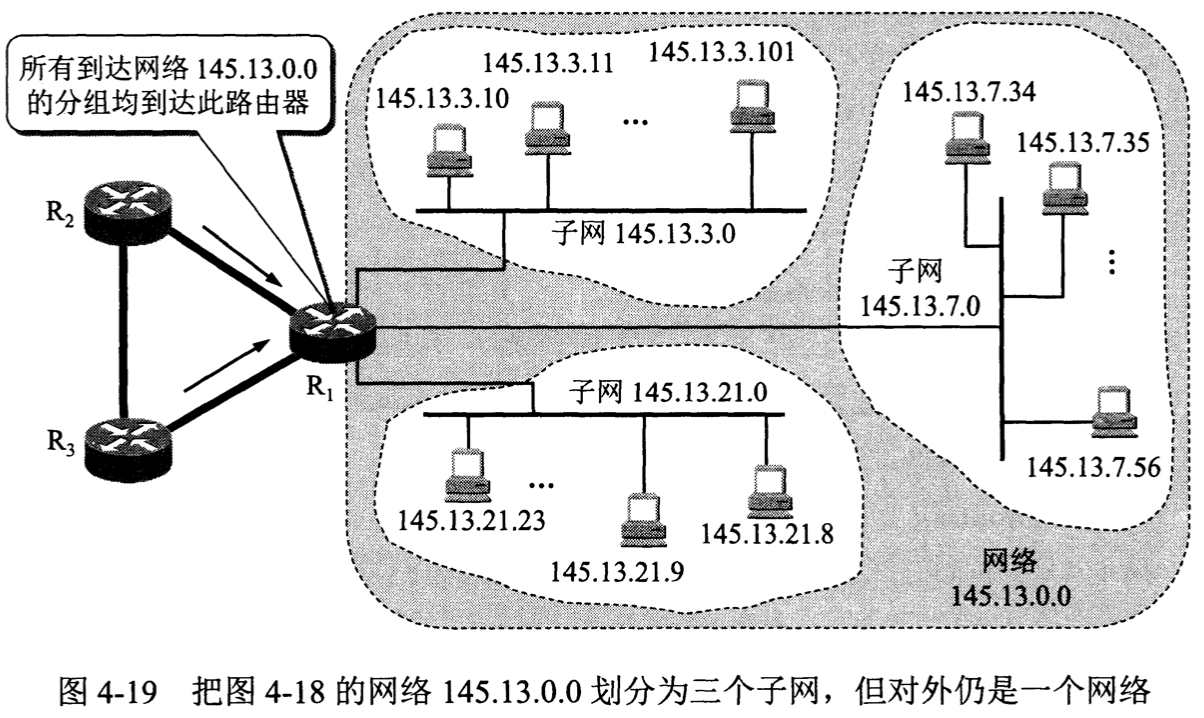 所有到达网络 145.13.0.0
的分组均到达此路由器
145.13.3.10
145.13.3.11
145.13.3.101
...
子网 145.13.3.0
145.13.7.34
145.13.7.35
子网
145.13.7.0
...
145.13.7.56
R2
R1
R3
子网 145.13.21.0
...
145.13.21.23
145.13.21.9
145.13.21.8
网络
145.13.0.0
图 4-19 把图 4-18 的网络 145.13.0.0 划分为三个子网，但对外仍是一个网络